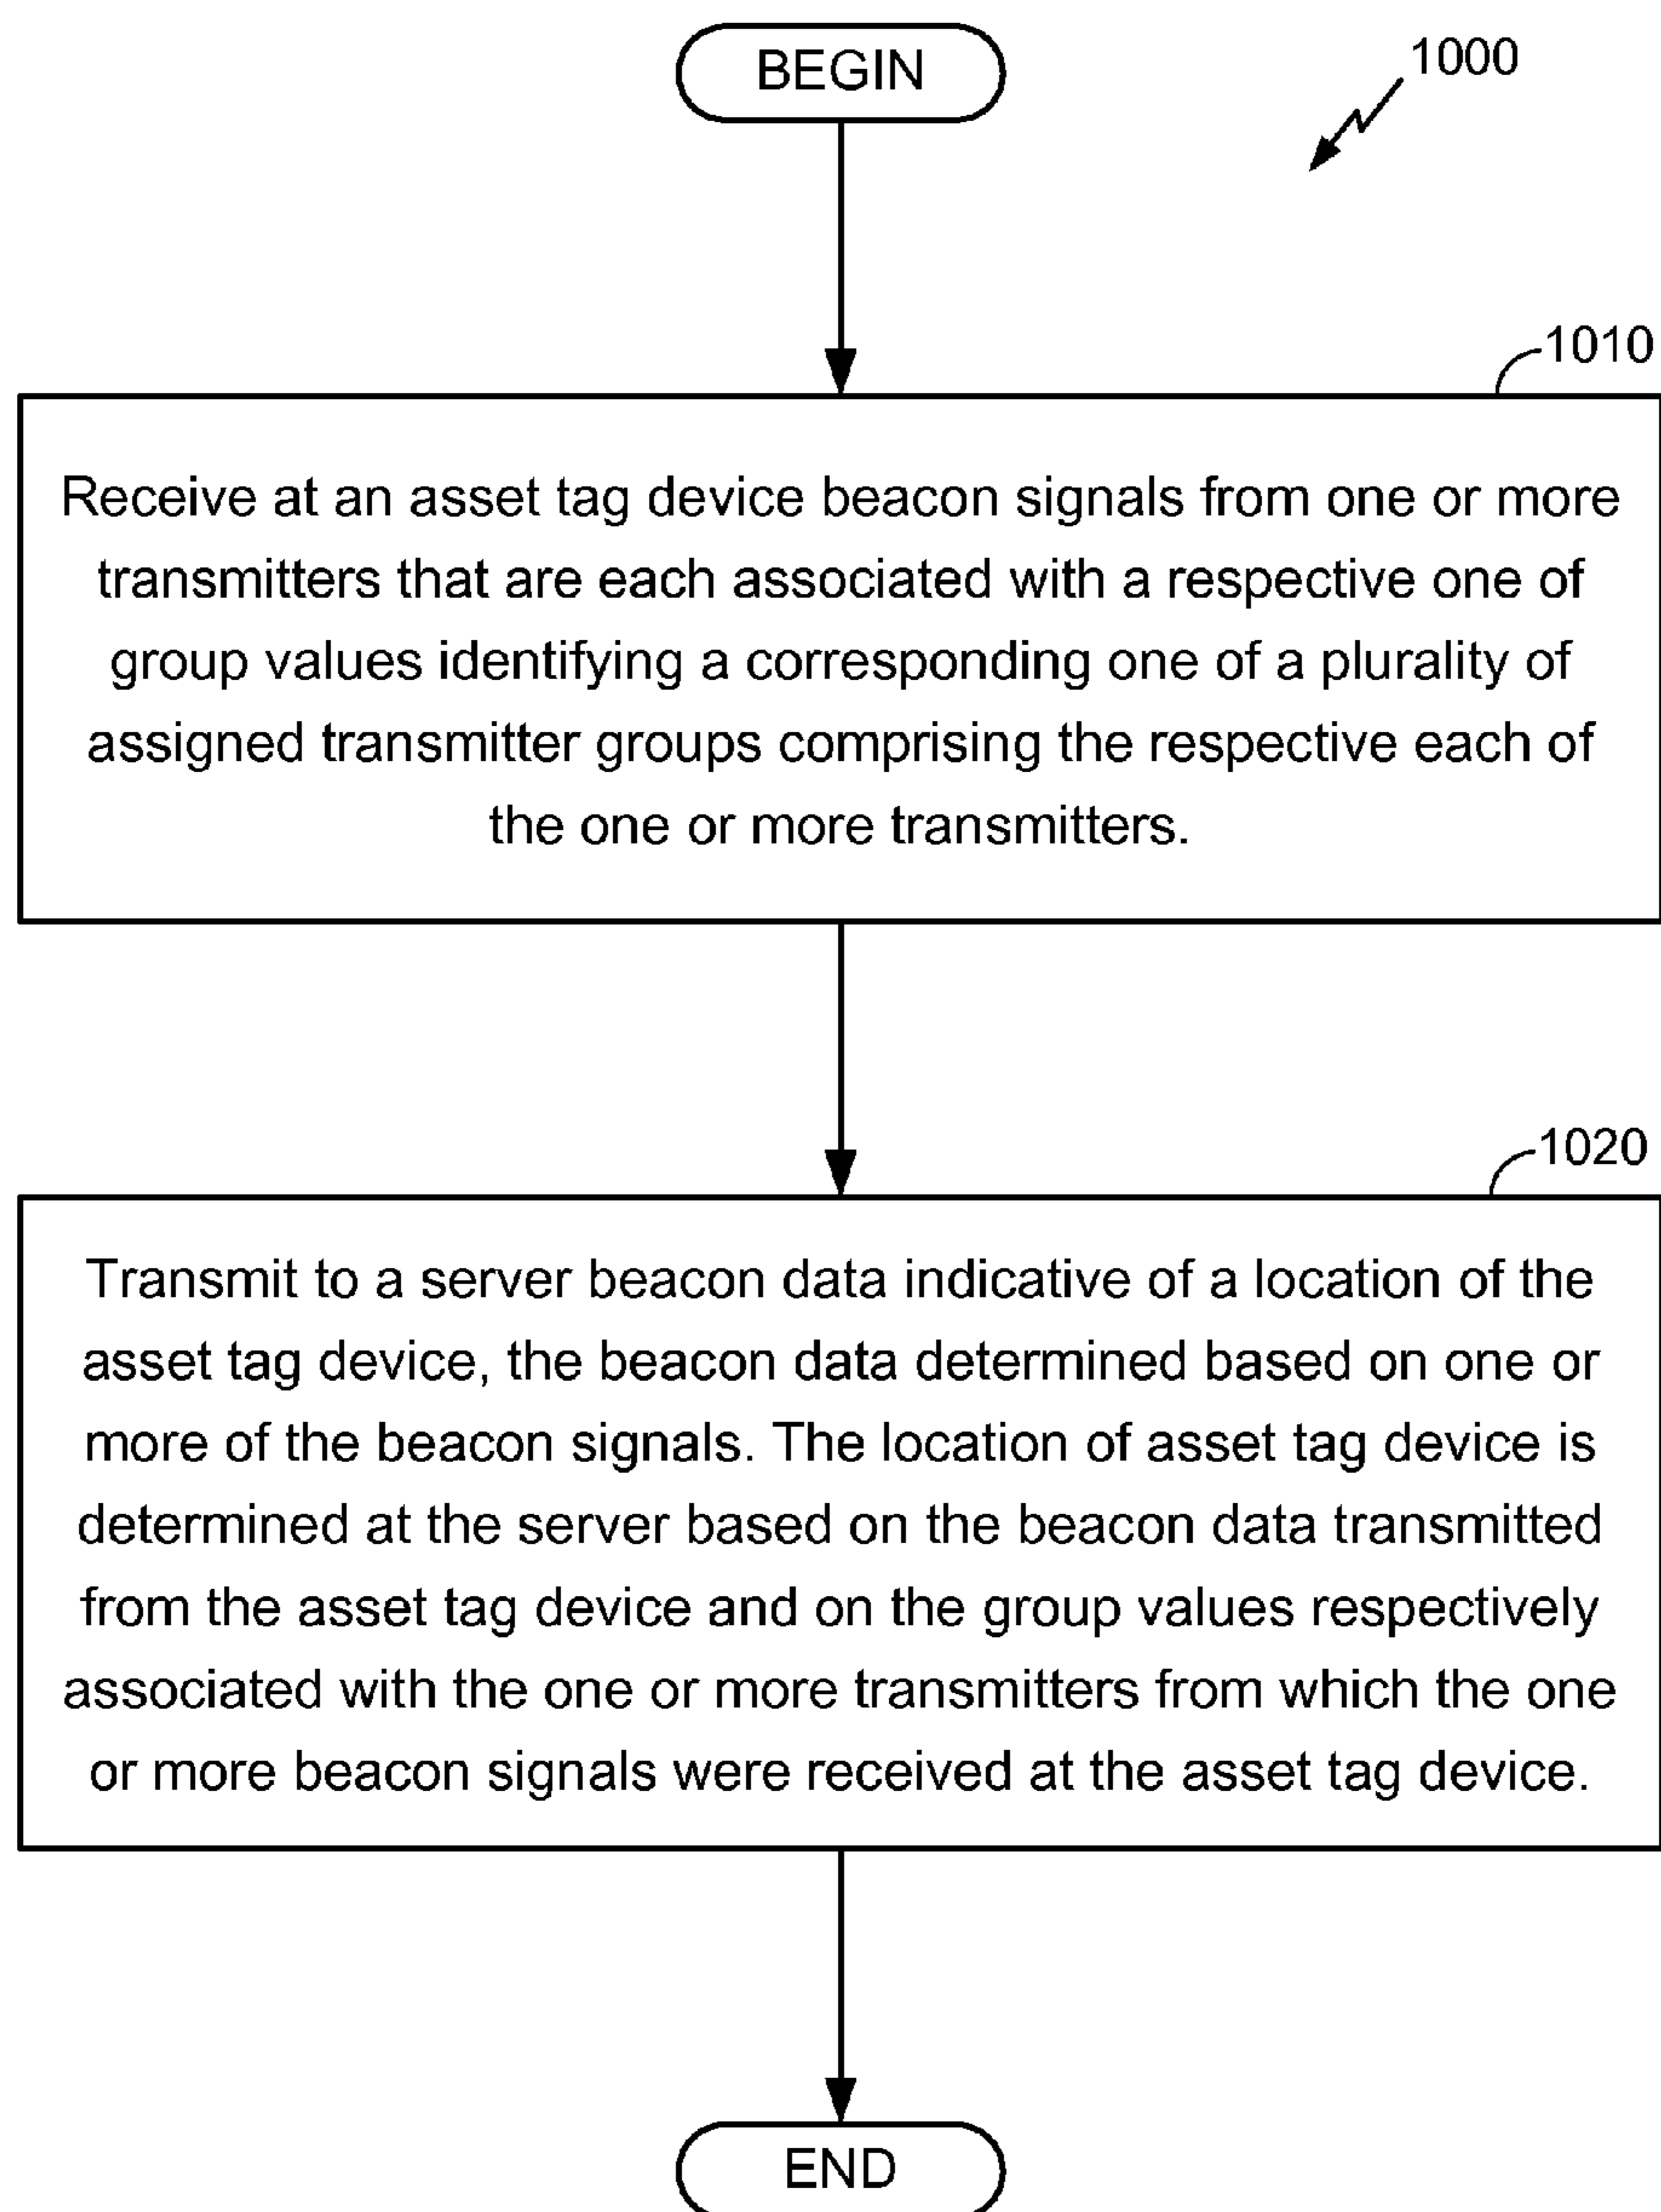 BEGIN
1000
1010
Receive at an asset tag device beacon signals from one or more
transmitters that are each associated with a respective one of
group values identifying a corresponding one of a plurality of
assigned transmitter groups comprising the respective each of
the one or more transmitters.
1020
Transmit to a server beacon data indicative of a location of the
asset tag device, the beacon data determined based on one or
more of the beacon signals. The location of asset tag device is
determined at the server based on the beacon data transmitted
from the asset tag device and on the group values respectively
associated with the one or more transmitters from which the one
or more beacon signals were received at the asset tag device.
END